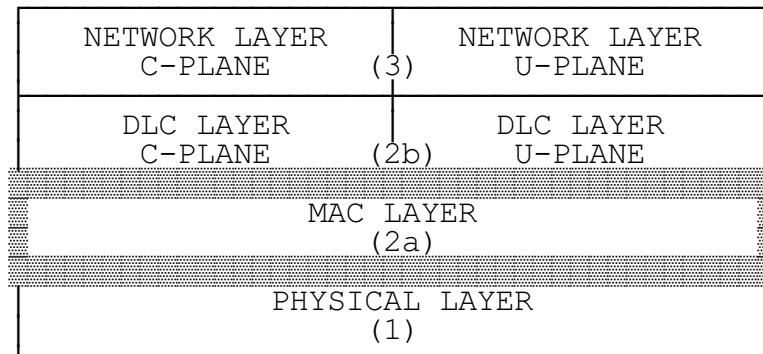 NETWORK LAYER NETWORK LAYER
C-PLANE (3) U-PLANE
DLC LAYER DLC LAYER
C-PLANE (2b) U-PLANE
MAC LAYER
(2a)
PHYSICAL LAYER
(1)